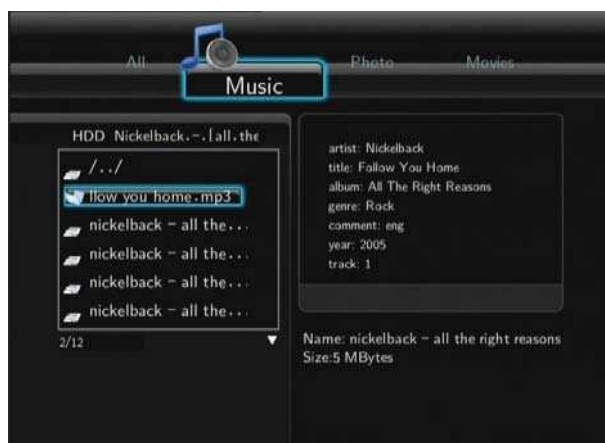 All
Music
Photo
Movies
HDD Nickelback.-.[all.the
/../
llow you home.mp3
nickelback - all the...
nickelback - all the...
nickelback - all the...
nickelback - all the...
2/12
artist: Nickelback
title: Follow You Home
album: All The Right Reasons
genre: Rock
comment: eng
year: 2005
track: 1
Name: nickelback - all the right reasons
Size:5 MBytes